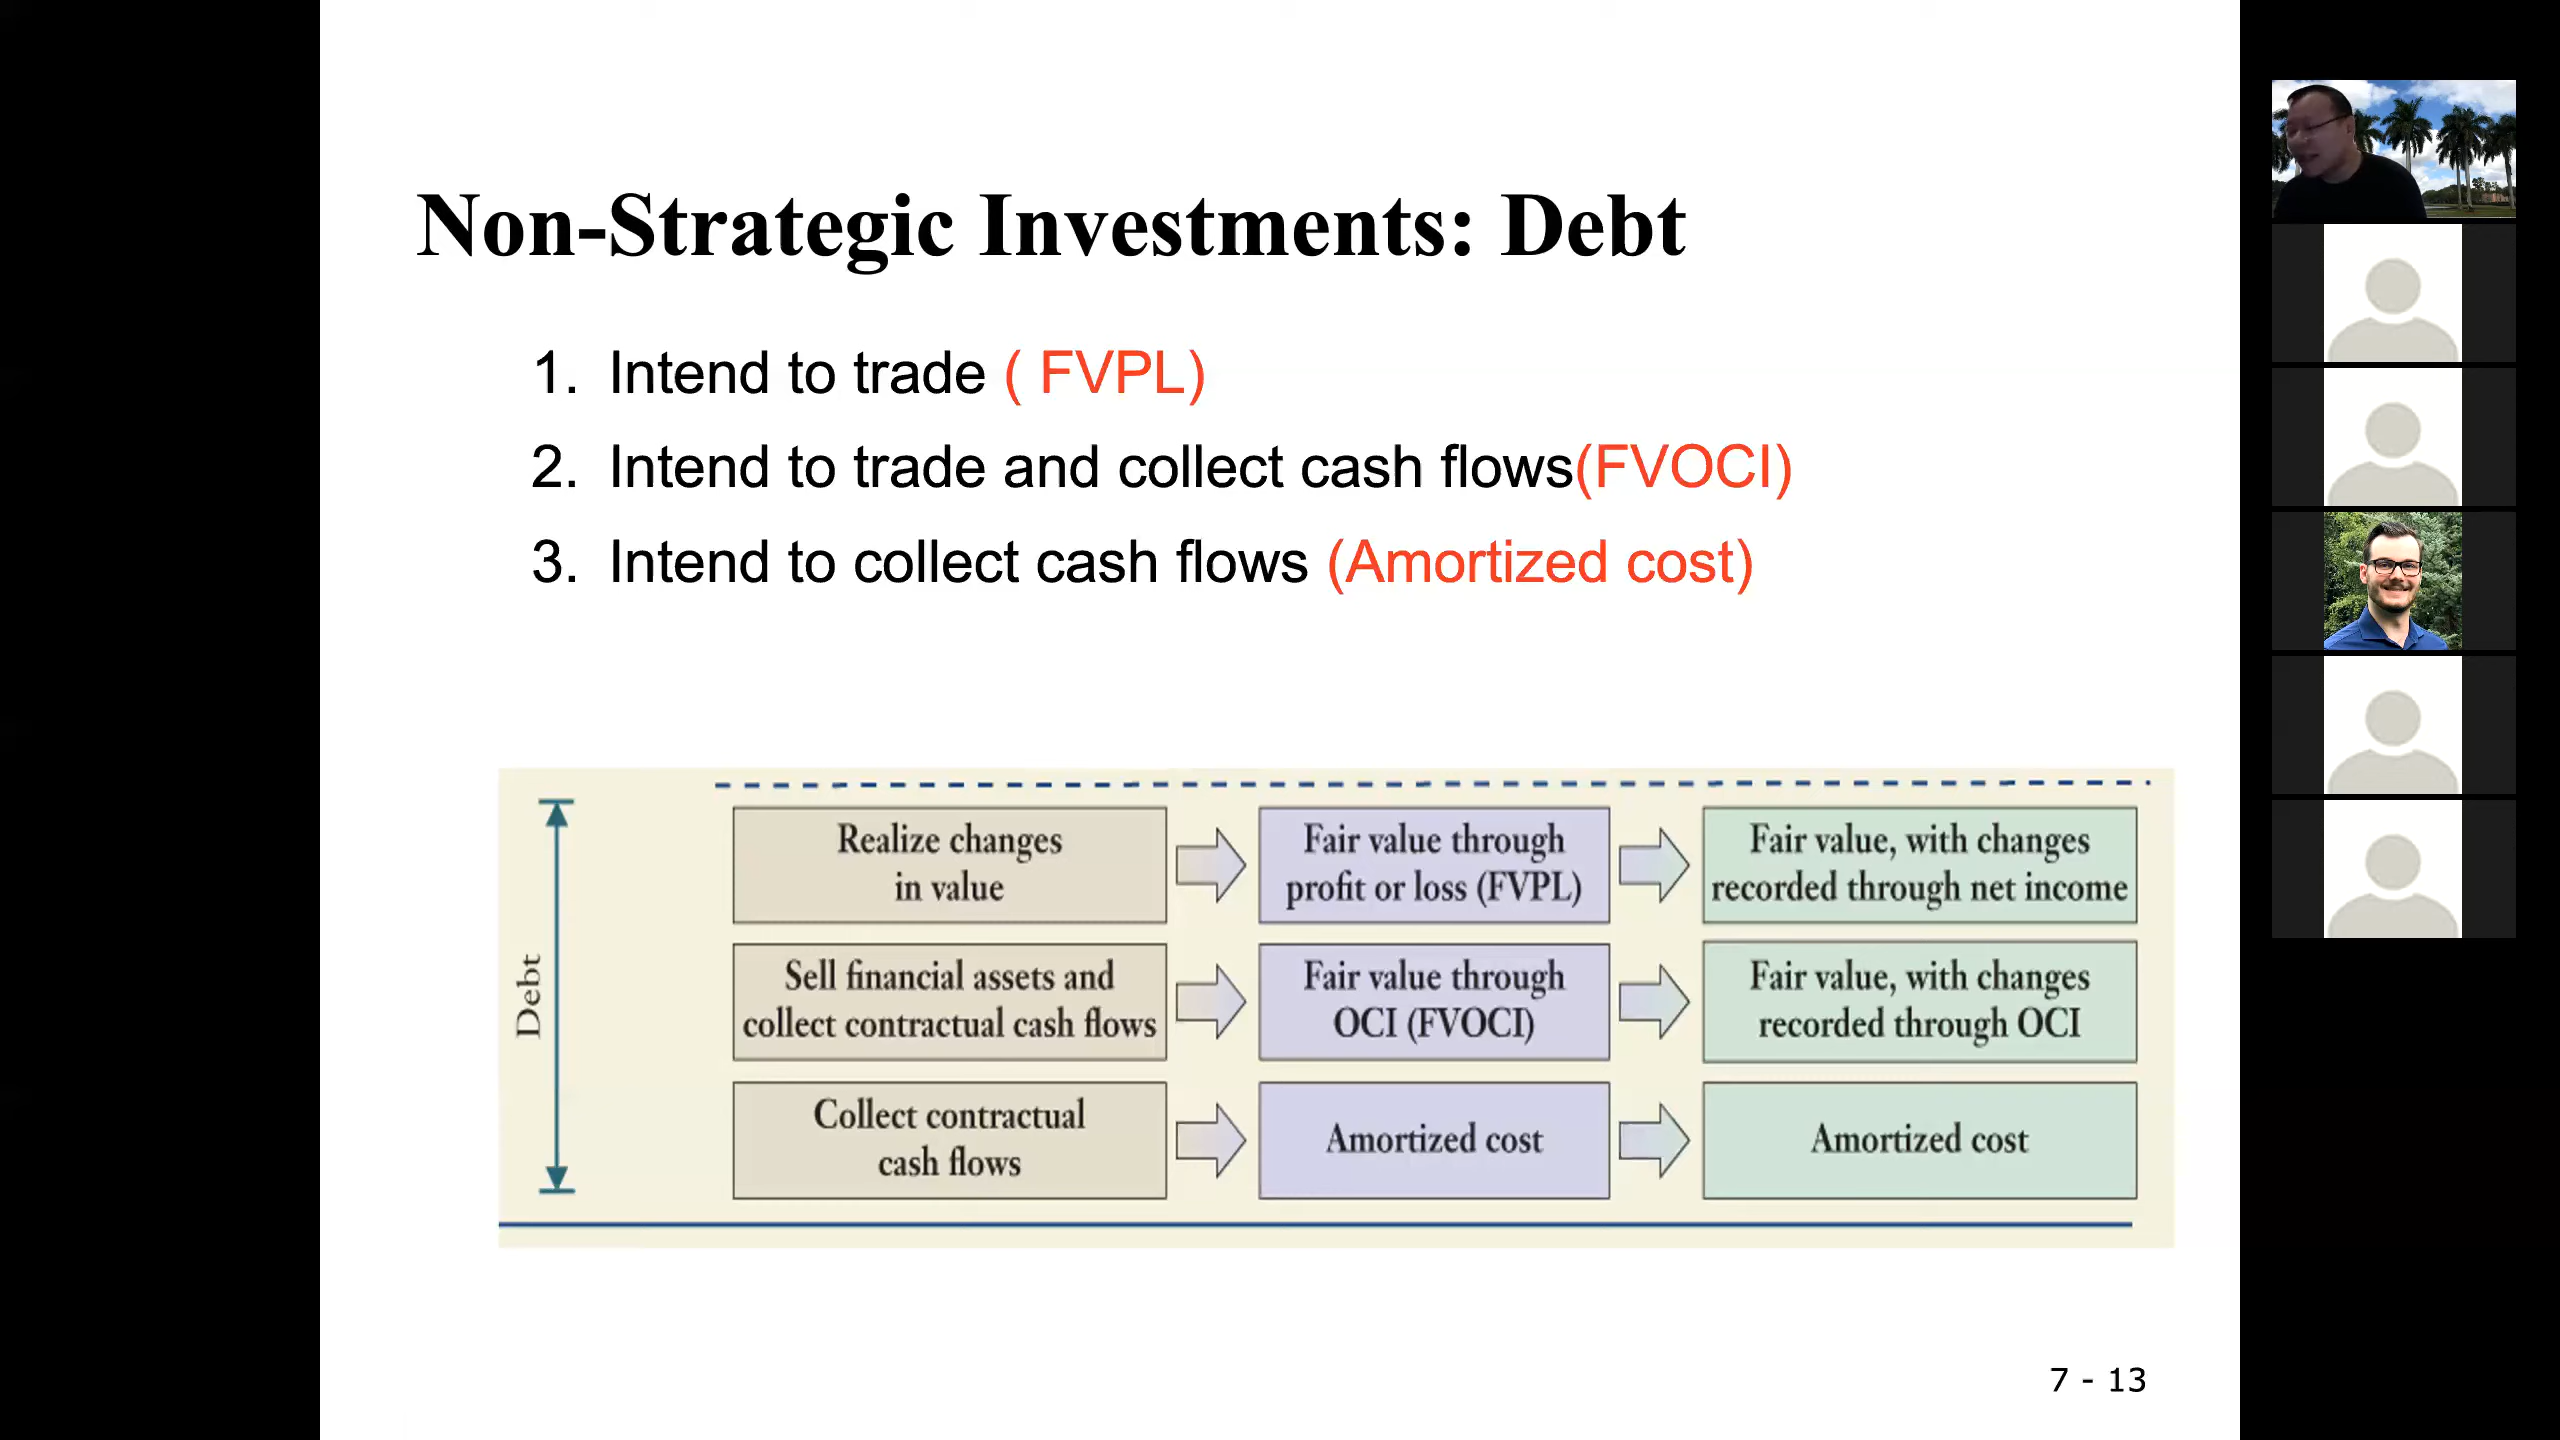 Non-Strategic Investments: Debt
1. Intend to trade ( FVPL)
2. Intend to trade and collect cash flows(FVOCI)
3. Intend to collect cash flows (Amortized cost)
Debt
Realize changes
in value
Fair value through
profit or loss (FVPL)
Fair value, with changes
recorded through net income
Sell financial assets and
collect contractual cash flows
Fair value through
OCI (FVOCI)
Fair value, with changes
recorded through OCI
Collect contractual
cash flows
Amortized cost
Amortized cost
7 - 13